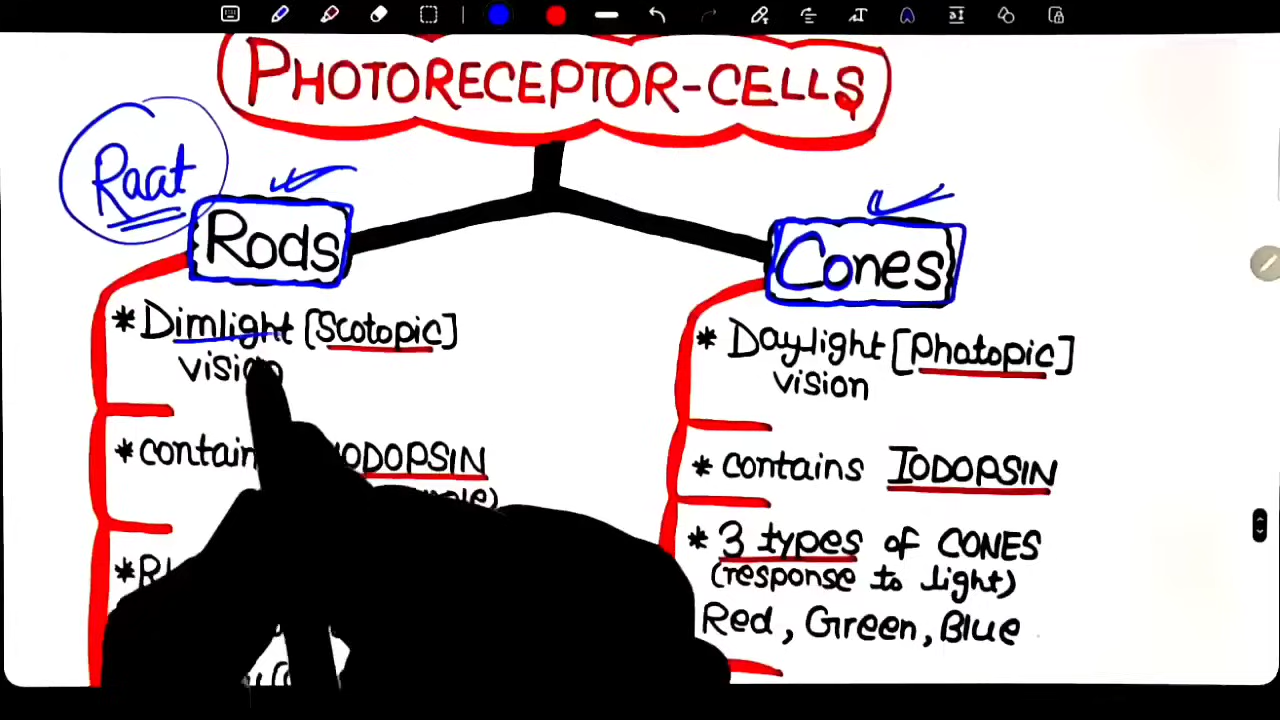 PHOTORECEPTOR-CELLS
Raat
Rods
* Dimlight [Scotopic]
vision
* contain
ODOPSIN
Cones
* Daylight [Photopic]
vision
* contains IODOPSIN
* 3 types of CONES
(response to light)
Red, Green, Blue